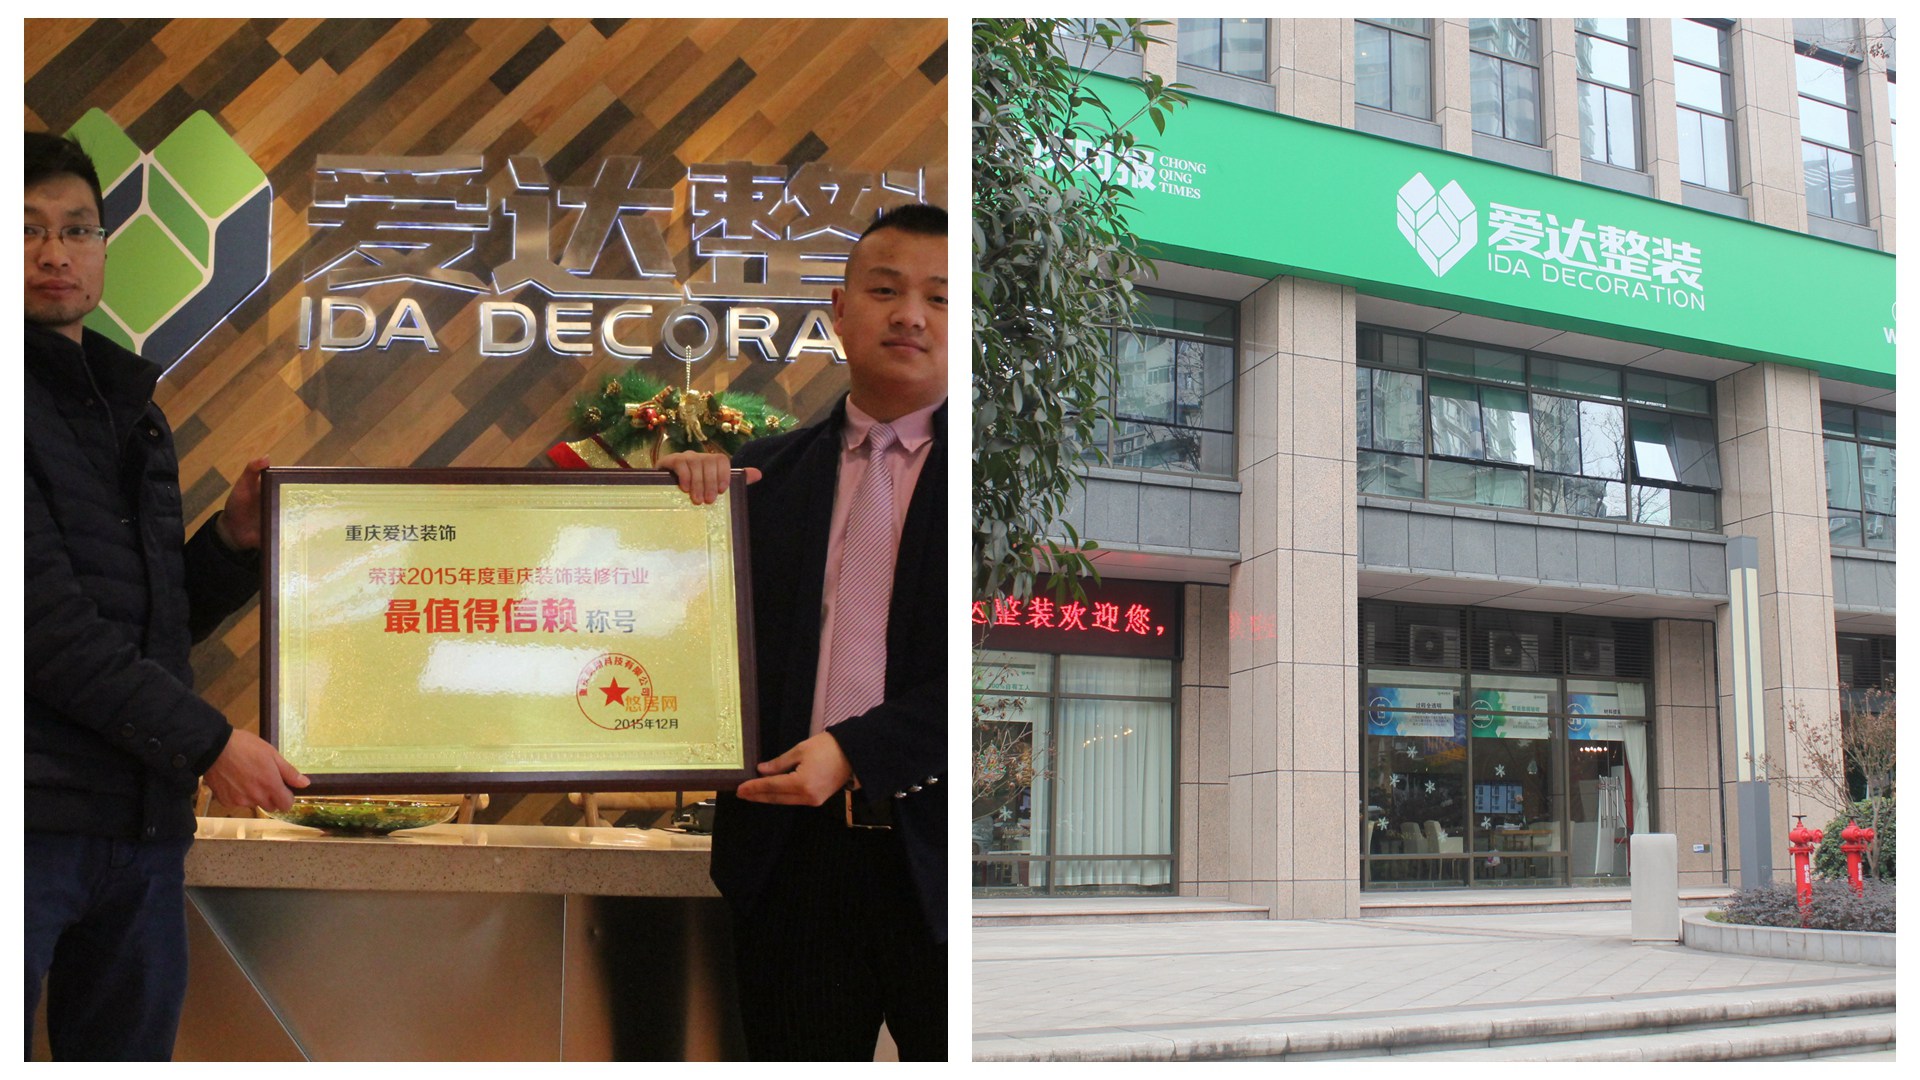 爱达整
IDA DECORA
重庆爱达装饰
荣获2015年度重庆装饰装修行业
最值得信赖 称号
悠居网
2015年12月
时报
CHONG
QING
TIMES
爱达整装
IDA DECORATION
W
达整装欢迎您，